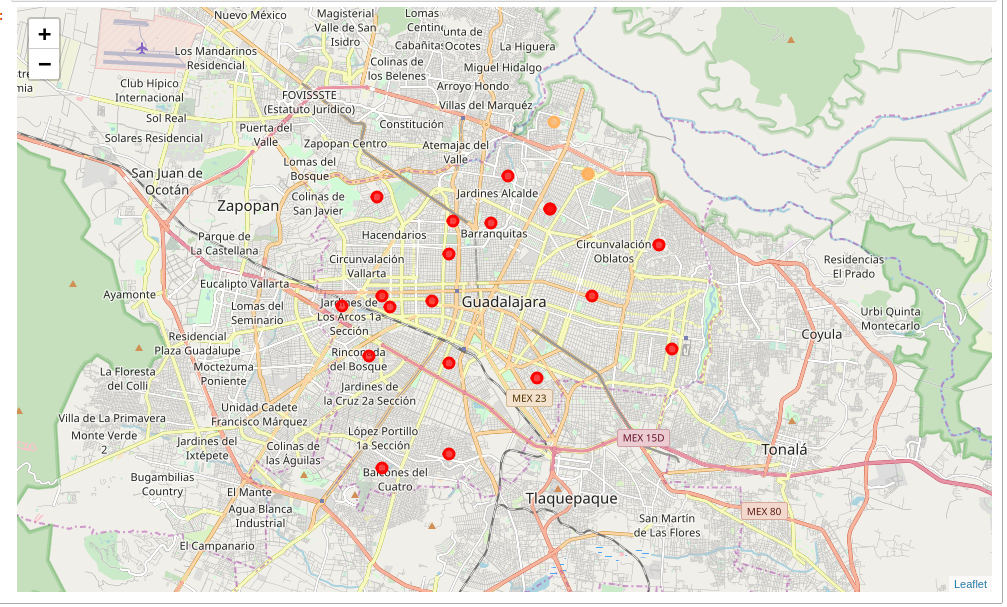 +
−
Nuevo México
Magisterial
Valle de San
Isidro
Lomas
unta de
Cabañitas
Ocotes
La Higuera
Los Mandarinos
Residencial
Colinas de
los Belenes
Miguel Hidalgo
Arroyo Hondo
Club Hípico
Internacional
FOVISSSTE
(Estatuto Jurídico)
Villas del Marquéz
Sol Real
Solares Residencial
Puerta del
Valle
Constitución
Zapopan Centro
Atemajac del
Valle
San Juan de
Ocotán
Lomas del
Bosque
Jardines Alcalde
Colinas de
San Javier
Zapopan
Hacendarios
Barranquitas
Parque de
La Castellana
Circunvalación
Oblatos
Circunvalación
Vallarta
Residencias
El Prado
Eucalipto Vallarta
Ayamonte
Lomas del
Seminario
Jardines de
Los Arcos 1a
Sección
Guadalajara
Urbi Quinta
Montecarlo
Coyula
Residencial
Plaza Guadalupe
Rinconada
del Bosque
Moctezuma
Poniente
La Floresta
del Colli
Jardines de
la Cruz 2a Sección
MEX 23
Unidad Cadete
Francisco Márquez
Villa de La Primavera
Monte Verde
2
Jardines del
Ixtépete
López Portillo
1a Sección
MEX 15D
Colinas de
las Águilas
Tonalá
Bugambilias
Country
Balcones del
Cuatro
El Mante
Agua Blanca
Industrial
Tlaquepaque
MEX 80
San Martín
de Las Flores
El Campanario
Leaflet